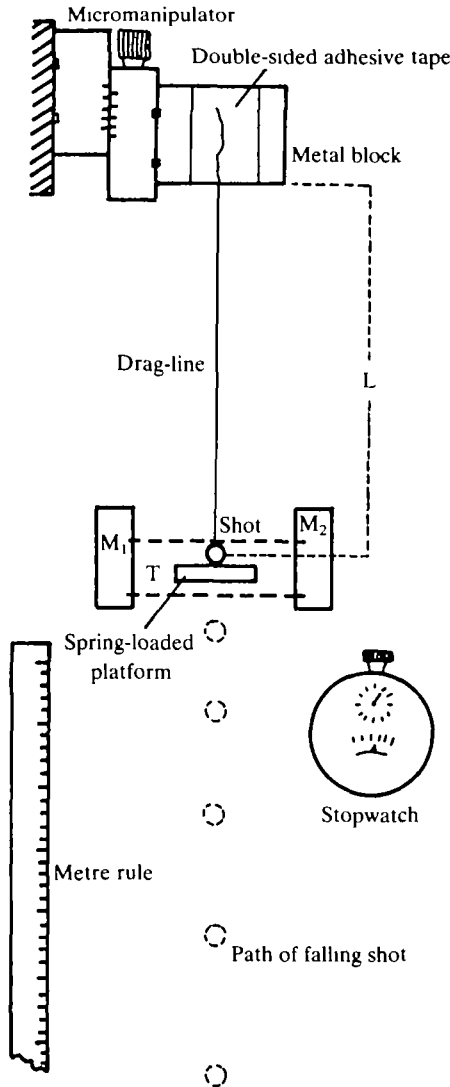 Micromanipulator
Double-sided adhesive tape
Metal block
Drag-line
L
Shot
M1
M2
T
Spring-loaded
platform
Stopwatch
Metre rule
Path of falling shot